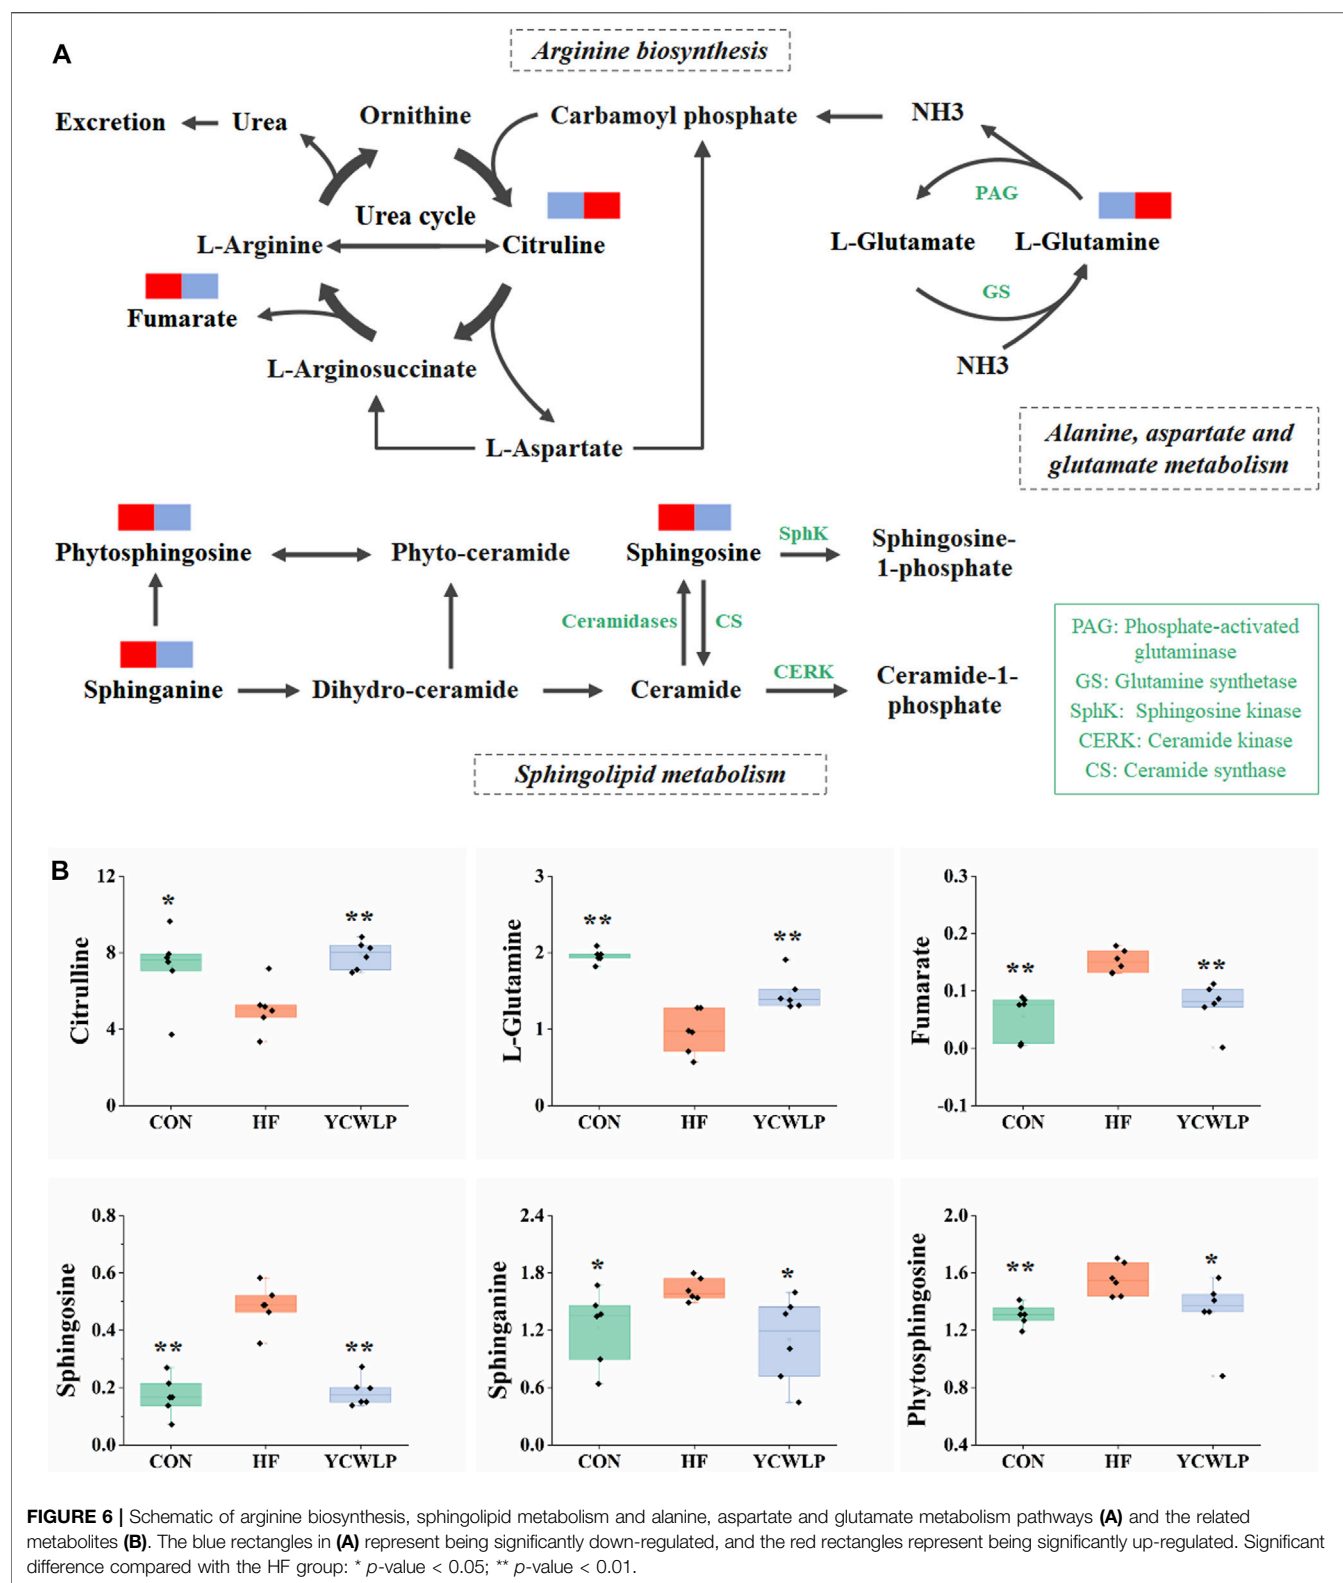 A
Arginine biosynthesis
Excretion
Urea
Ornithine
Carbamoyl phosphate
NH3
PAG
Urea cycle
L-Arginine
Citruline
L-Glutamate
L-Glutamine
GS
Fumarate
L-Arginosuccinate
NH3
L-Aspartate
Alanine, aspartate and
glutamate metabolism
Phytosphingosine
Phyto-ceramide
Sphingosine
SphK
Sphingosine-
1-phosphate
Ceramidases
CS
Sphinganine
Dihydro-ceramide
Ceramide
CERK
Ceramide-1-
phosphate
PAG: Phosphate-activated
glutaminase
GS: Glutamine synthetase
SphK: Sphingosine kinase
CERK: Ceramide kinase
CS: Ceramide synthase
Sphingolipid metabolism
B
Citrulline
12
8
4
0
*
**
CON HF YCWLP
L-Glutamine
3
2
1
0
**
**
CON HF YCWLP
Fumarate
0.3
0.2
0.1
0.0
-0.1
**
**
CON HF YCWLP
Sphingosine
0.8
0.6
0.4
0.2
0.0
**
**
CON HF YCWLP
Sphinganine
2.4
1.8
1.2
0.6
0.0
*
*
CON HF YCWLP
Phytosphingosine
2.0
1.6
1.2
0.8
0.4
**
*
CON HF YCWLP
FIGURE 6 | Schematic of arginine biosynthesis, sphingolipid metabolism and alanine, aspartate and glutamate metabolism pathways (A) and the related
metabolites (B). The blue rectangles in (A) represent being significantly down-regulated, and the red rectangles represent being significantly up-regulated. Significant
difference compared with the HF group: * p-value < 0.05; ** p-value < 0.01.